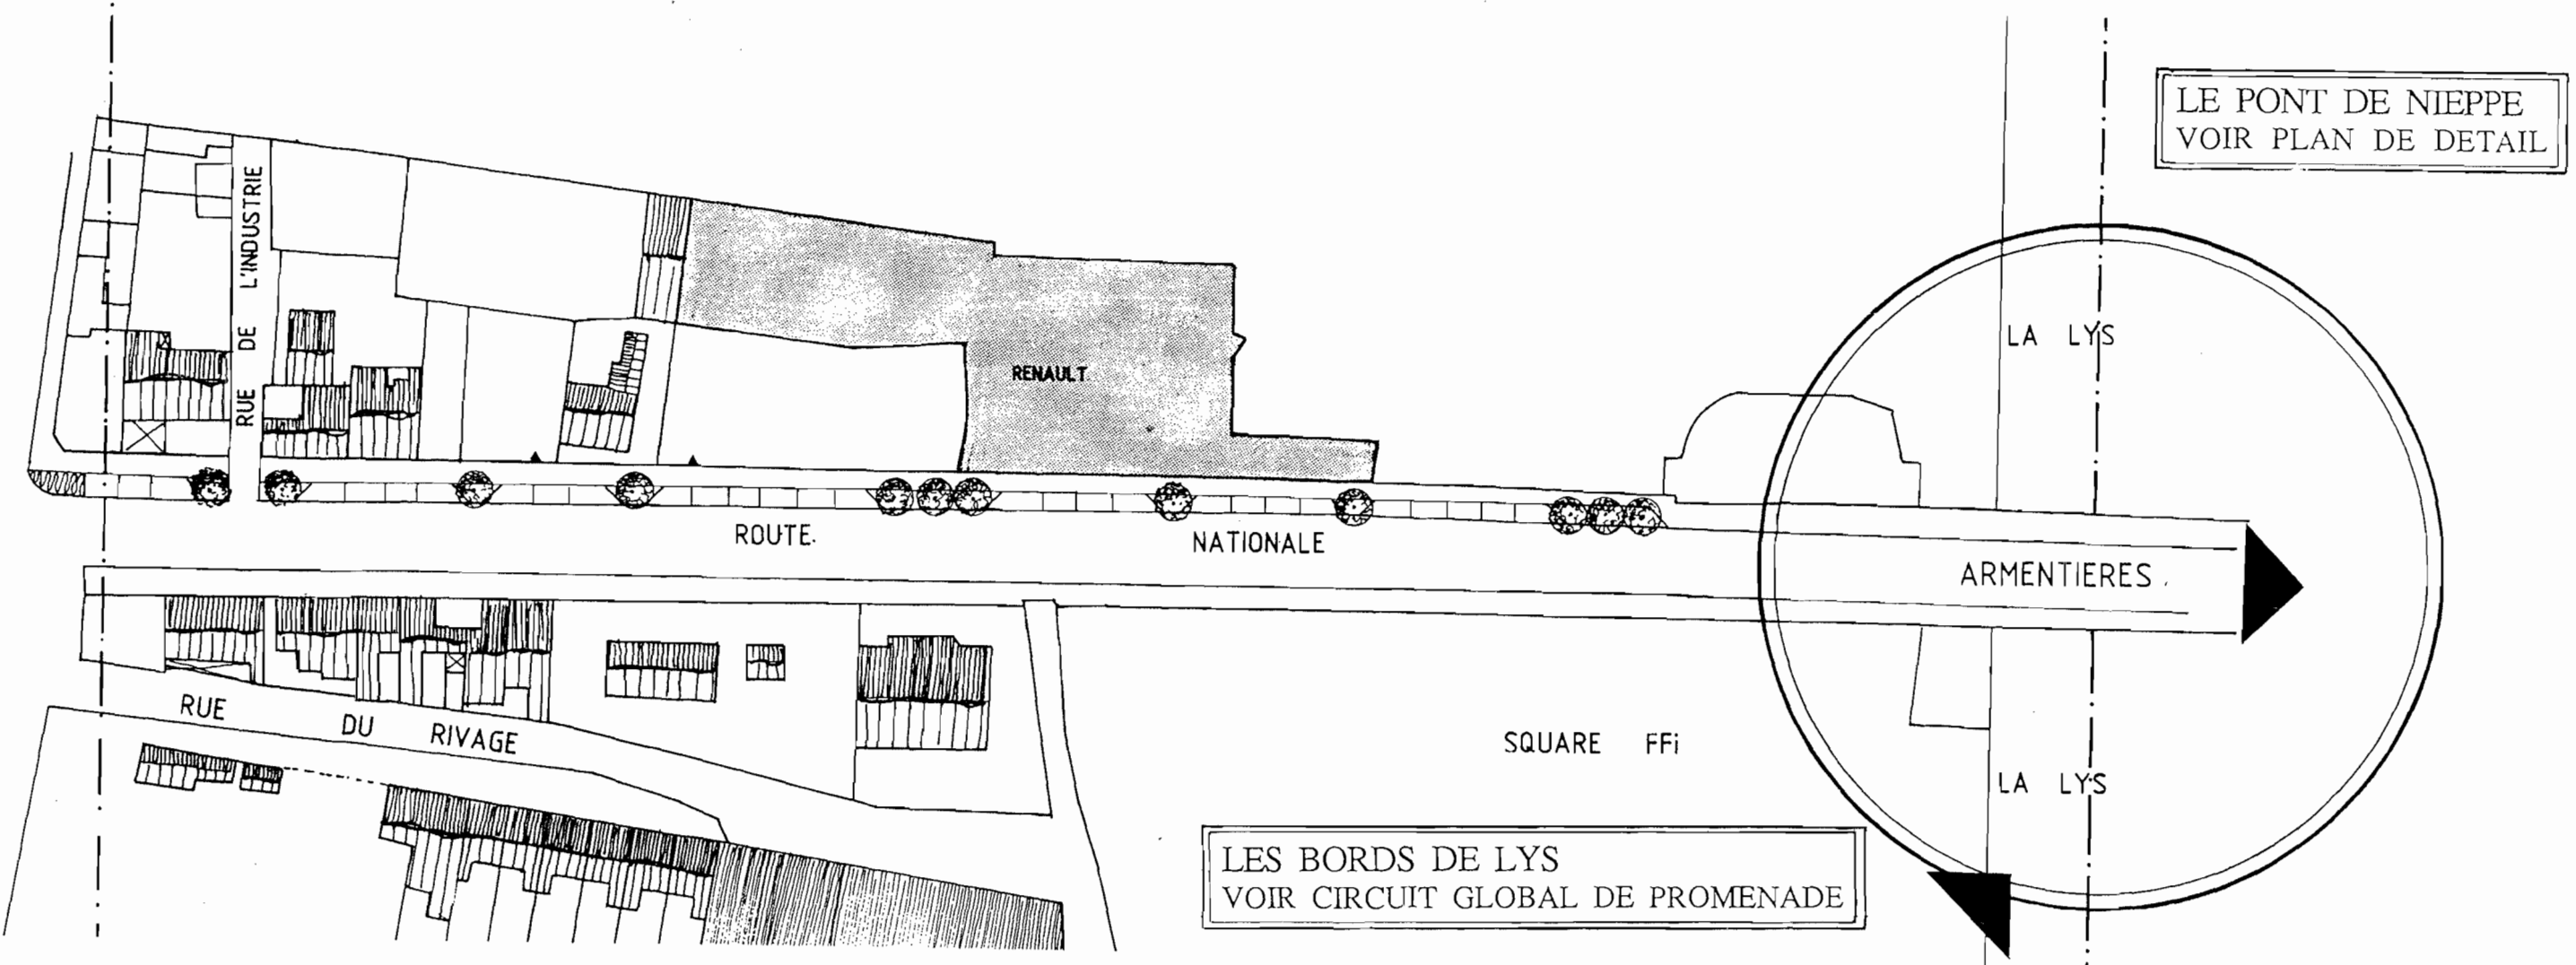 LE PONT DE NIEPPE
VOIR PLAN DE DETAIL
RUE DE L'INDUSTRIE
LA LYS
RENAULT
ROUTE NATIONALE
ARMENTIERES
RUE DU RIVAGE
SQUARE FFi
LA LYS
LES BORDS DE LYS
VOIR CIRCUIT GLOBAL DE PROMENADE